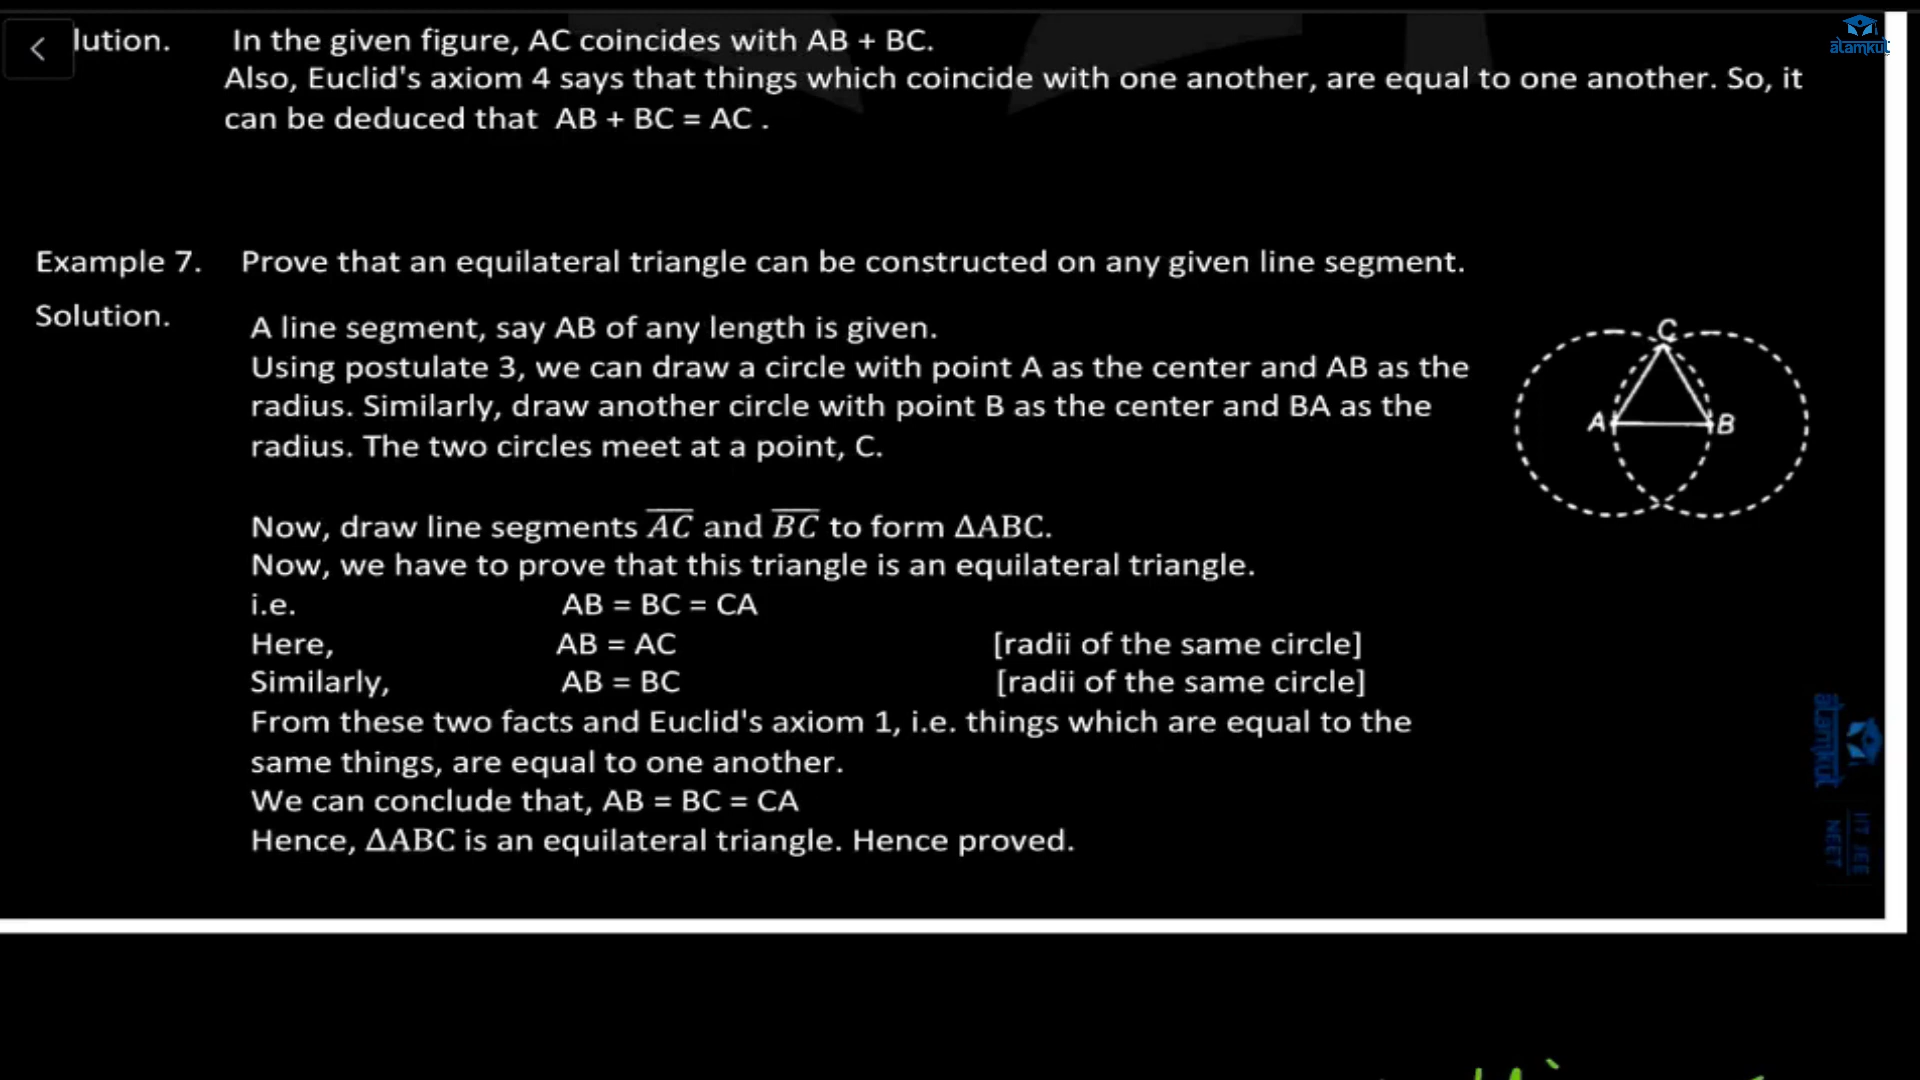 lution. In the given figure, AC coincides with AB + BC.
Also, Euclid's axiom 4 says that things which coincide with one another, are equal to one another. So, it
can be deduced that AB + BC = AC .
Example 7. Prove that an equilateral triangle can be constructed on any given line segment.
Solution.
A line segment, say AB of any length is given.
Using postulate 3, we can draw a circle with point A as the center and AB as the
radius. Similarly, draw another circle with point B as the center and BA as the
radius. The two circles meet at a point, C.
C
A B
Now, draw line segments A̅C̅ and B̅C̅ to form ΔABC.
Now, we have to prove that this triangle is an equilateral triangle.
i.e. AB = BC = CA
Here, AB = AC [radii of the same circle]
Similarly, AB = BC [radii of the same circle]
From these two facts and Euclid's axiom 1, i.e. things which are equal to the
same things, are equal to one another.
We can conclude that, AB = BC = CA
Hence, ΔABC is an equilateral triangle. Hence proved.
alamkut
alamkut
IIT JEE
NEET